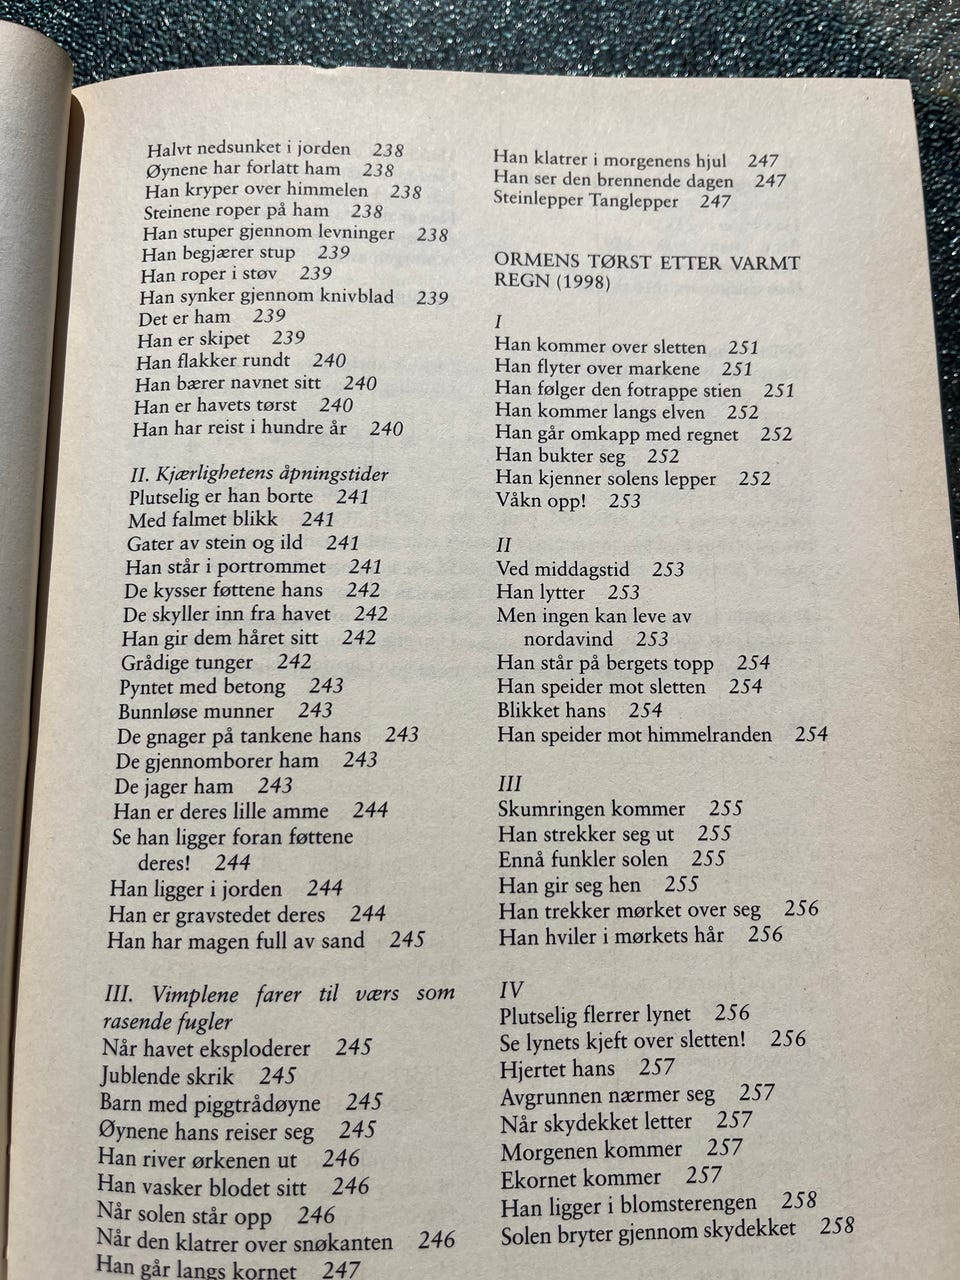 Halvt nedsunket i jorden 238
Øynene har forlatt ham 238
Han kryper over himmelen 238
Steinene roper på ham 238
Han stuper gjennom levninger 238
Han begjærer stup 239
Han roper i støv 239
Han synker gjennom knivblad 239
Det er ham 239
Han er skipet 239
Han flakker rundt 240
Han bærer navnet sitt 240
Han er havets tørst 240
Han har reist i hundre år 240
II. Kjærlighetens åpningstider
Plutselig er han borte 241
Med falmet blikk 241
Gater av stein og ild 241
Han står i portrommet 241
De kysser føttene hans 242
De skyller inn fra havet 242
Han gir dem håret sitt 242
Grådige tunger 242
Pyntet med betong 243
Bunnløse munner 243
De gnager på tankene hans 243
De gjennomborer ham 243
De jager ham 243
Han er deres lille amme 244
Se han ligger foran føttene
deres! 244
Han ligger i jorden 244
Han er gravstedet deres 244
Han har magen full av sand 245
III. Vimplene farer til værs som
rasende fugler
Når havet eksploderer 245
Jublende skrik 245
Barn med piggtrådøyne 245
Øynene hans reiser seg 245
Han river ørkenen ut 246
Han vasker blodet sitt 246
Når solen står opp 246
Når den klatrer over snøkanten 246
Han går langs kornet 247
Han klatrer i morgenens hjul 247
Han ser den brennende dagen 247
Steinlepper Tanglepper 247
ORMENS TØRST ETTER VARMT
REGN (1998)
I
Han kommer over sletten 251
Han flyter over markene 251
Han følger den fotrappe stien 251
Han kommer langs elven 252
Han går omkapp med regnet 252
Han bukter seg 252
Han kjenner solens lepper 252
Våkn opp! 253
II
Ved middagstid 253
Han lytter 253
Men ingen kan leve av
nordavind 253
Han står på bergets topp 254
Han speider mot sletten 254
Blikket hans 254
Han speider mot himmelranden 254
III
Skumringen kommer 255
Han strekker seg ut 255
Ennå funkler solen 255
Han gir seg hen 255
Han trekker mørket over seg 256
Han hviler i mørkets hår 256
IV
Plutselig flerrer lynet 256
Se lynets kjeft over sletten! 256
Hjertet hans 257
Avgrunnen nærmer seg 257
Når skydekket letter 257
Morgenen kommer 257
Ekornet kommer 257
Han ligger i blomsterengen 258
Solen bryter gjennom skydekket 258